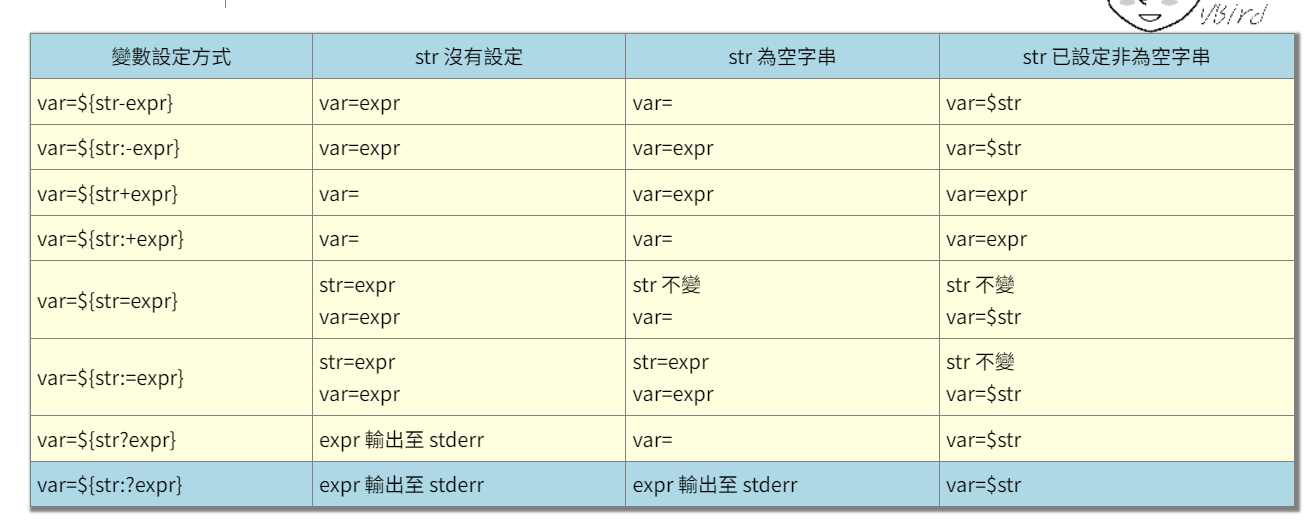 VBird
變數設定方式 str 沒有設定 str 為空字串 str 已設定非為空字串
var=${str-expr} var=expr var= var=$str
var=${str:-expr} var=expr var=expr var=$str
var=${str+expr} var= var=expr var=expr
var=${str:+expr} var= var= var=expr
var=${str=expr} str=expr str 不變 str 不變
var=expr var= var=$str
var=${str:=expr} str=expr str=expr str 不變
var=expr var=expr var=$str
var=${str?expr} expr 輸出至 stderr var= var=$str
var=${str:?expr} expr 輸出至 stderr expr 輸出至 stderr var=$str